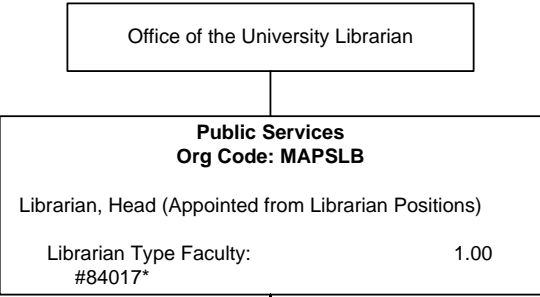 Office of the University Librarian
Public Services
Org Code: MAPSLB
Librarian, Head (Appointed from Librarian Positions)
Librarian Type Faculty: 1.00
#84017*